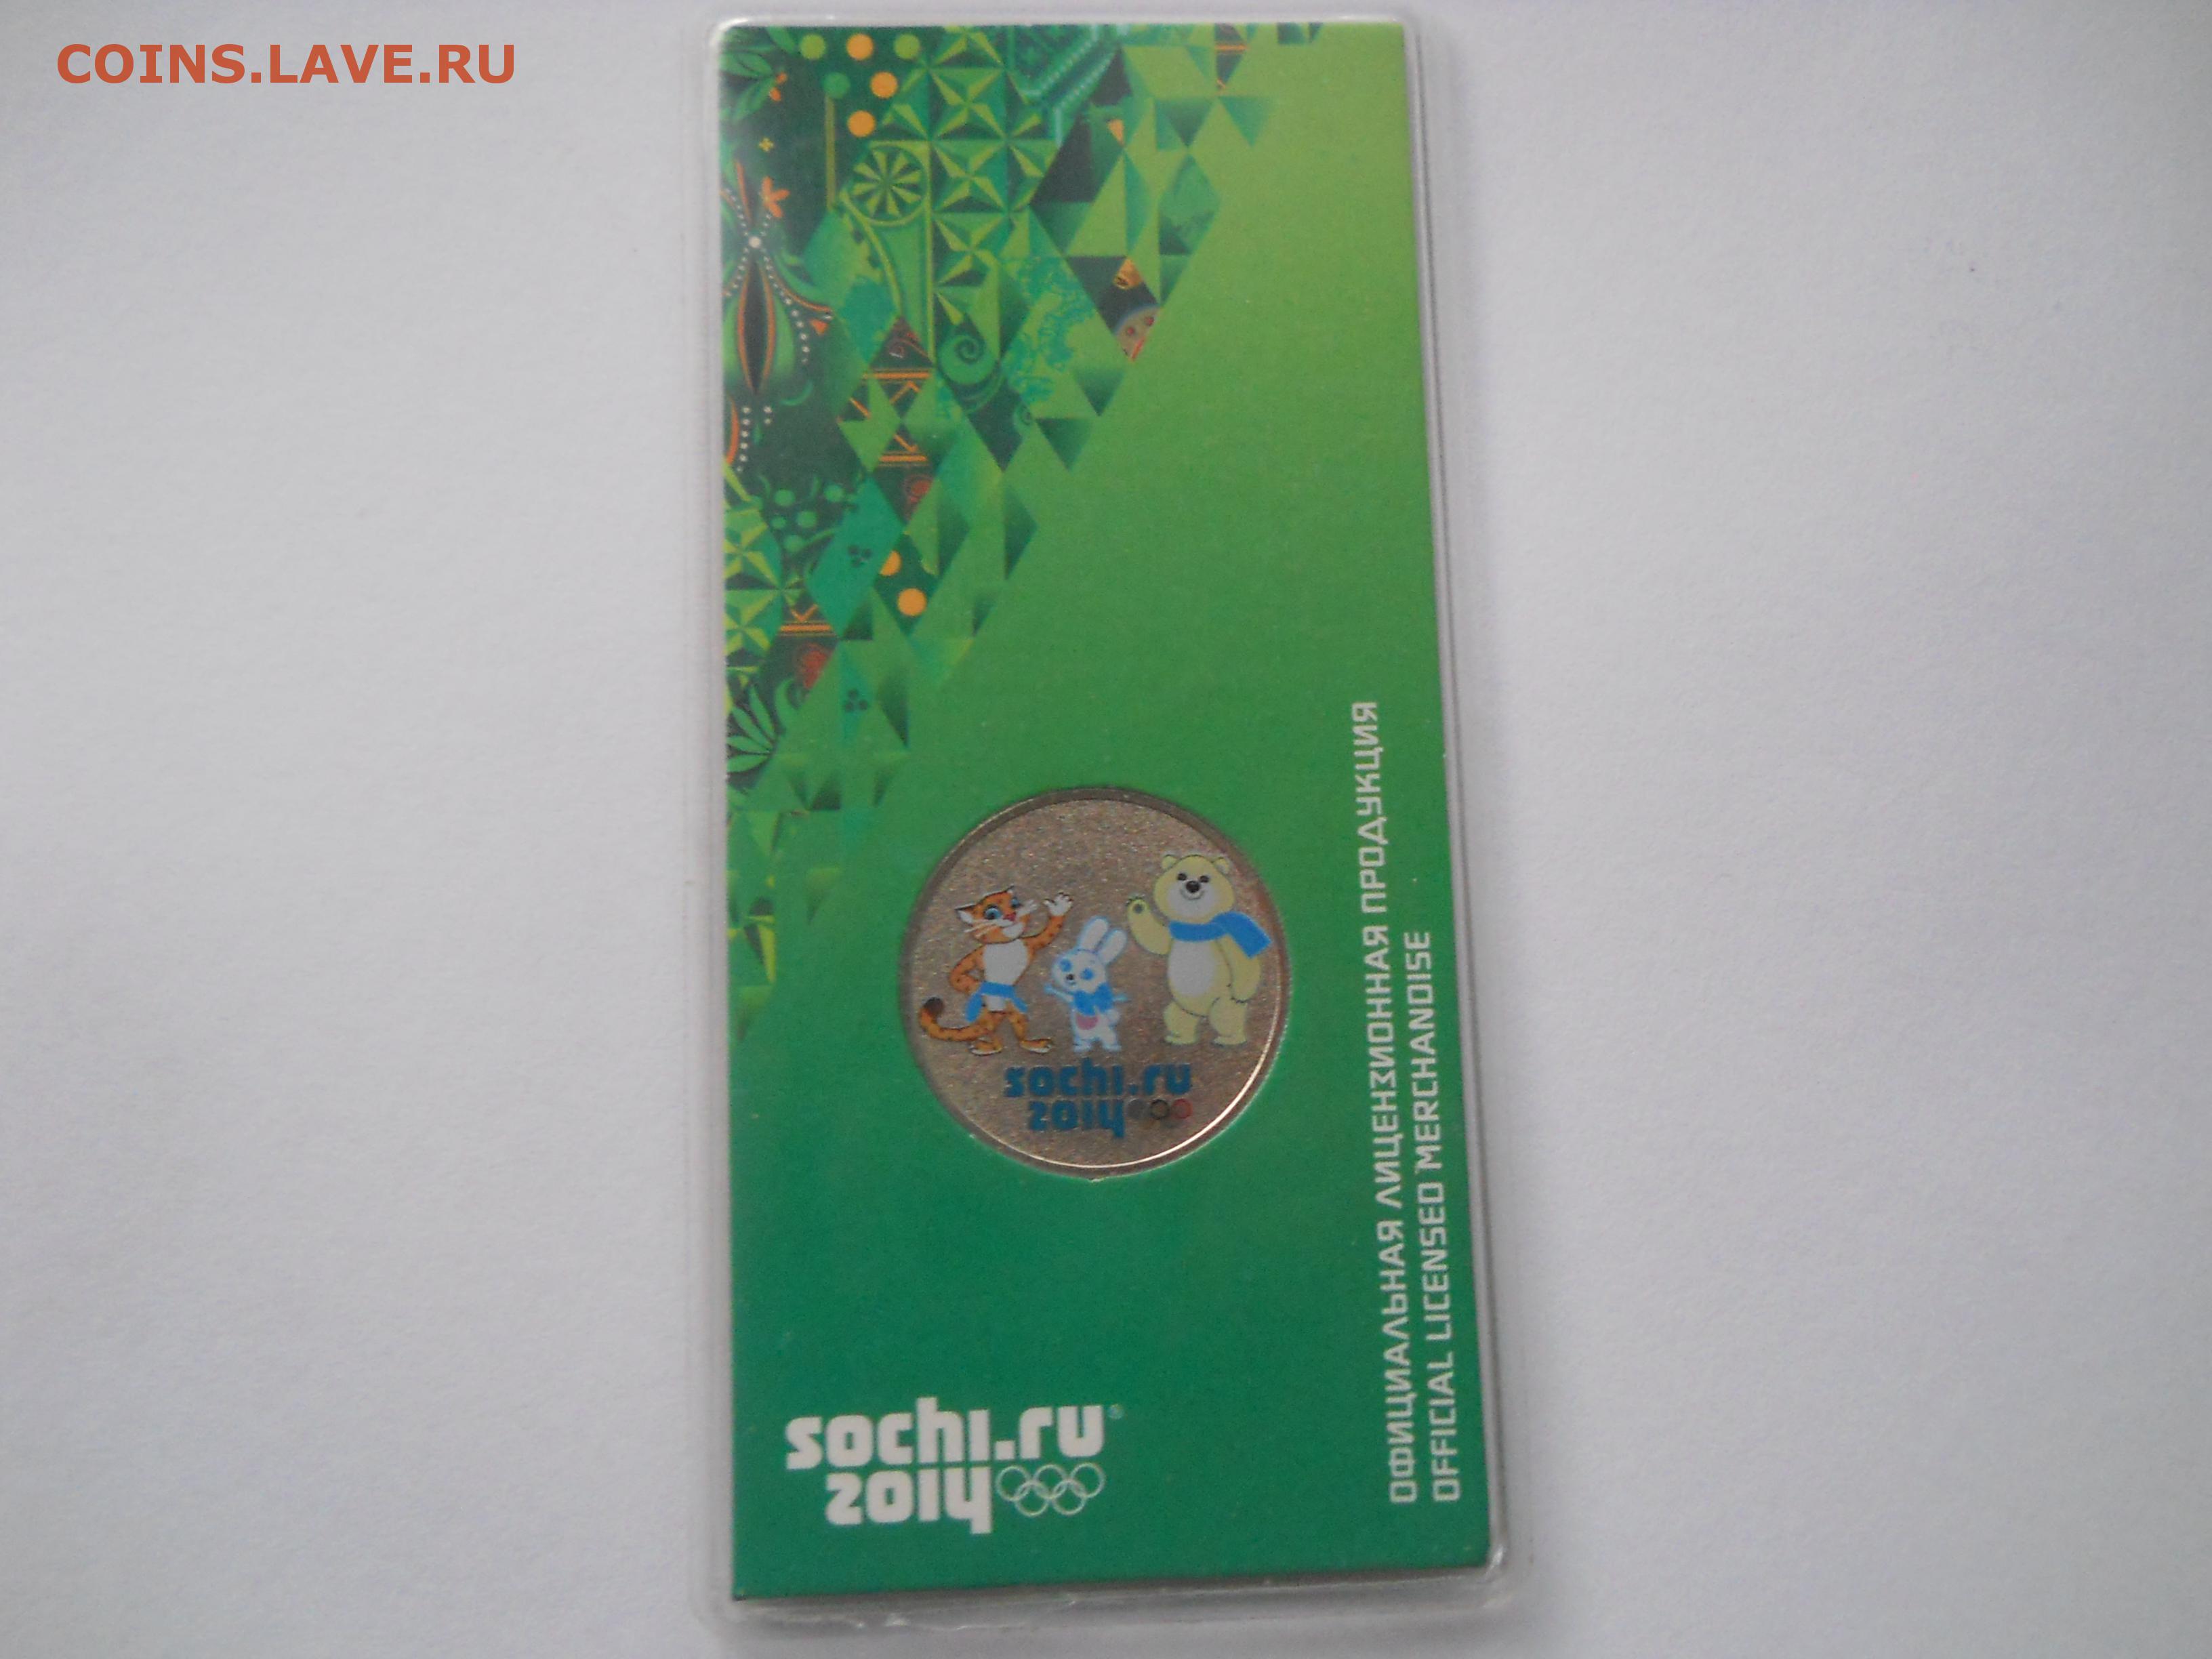 COINS.LAVE.RU
sochi.ru
2014
sochi.ru®
2014
ОФИЦИАЛЬНАЯ ЛИЦЕНЗИОННАЯ ПРОДУКЦИЯ
OFFICIAL LICENSED MERCHANDISE